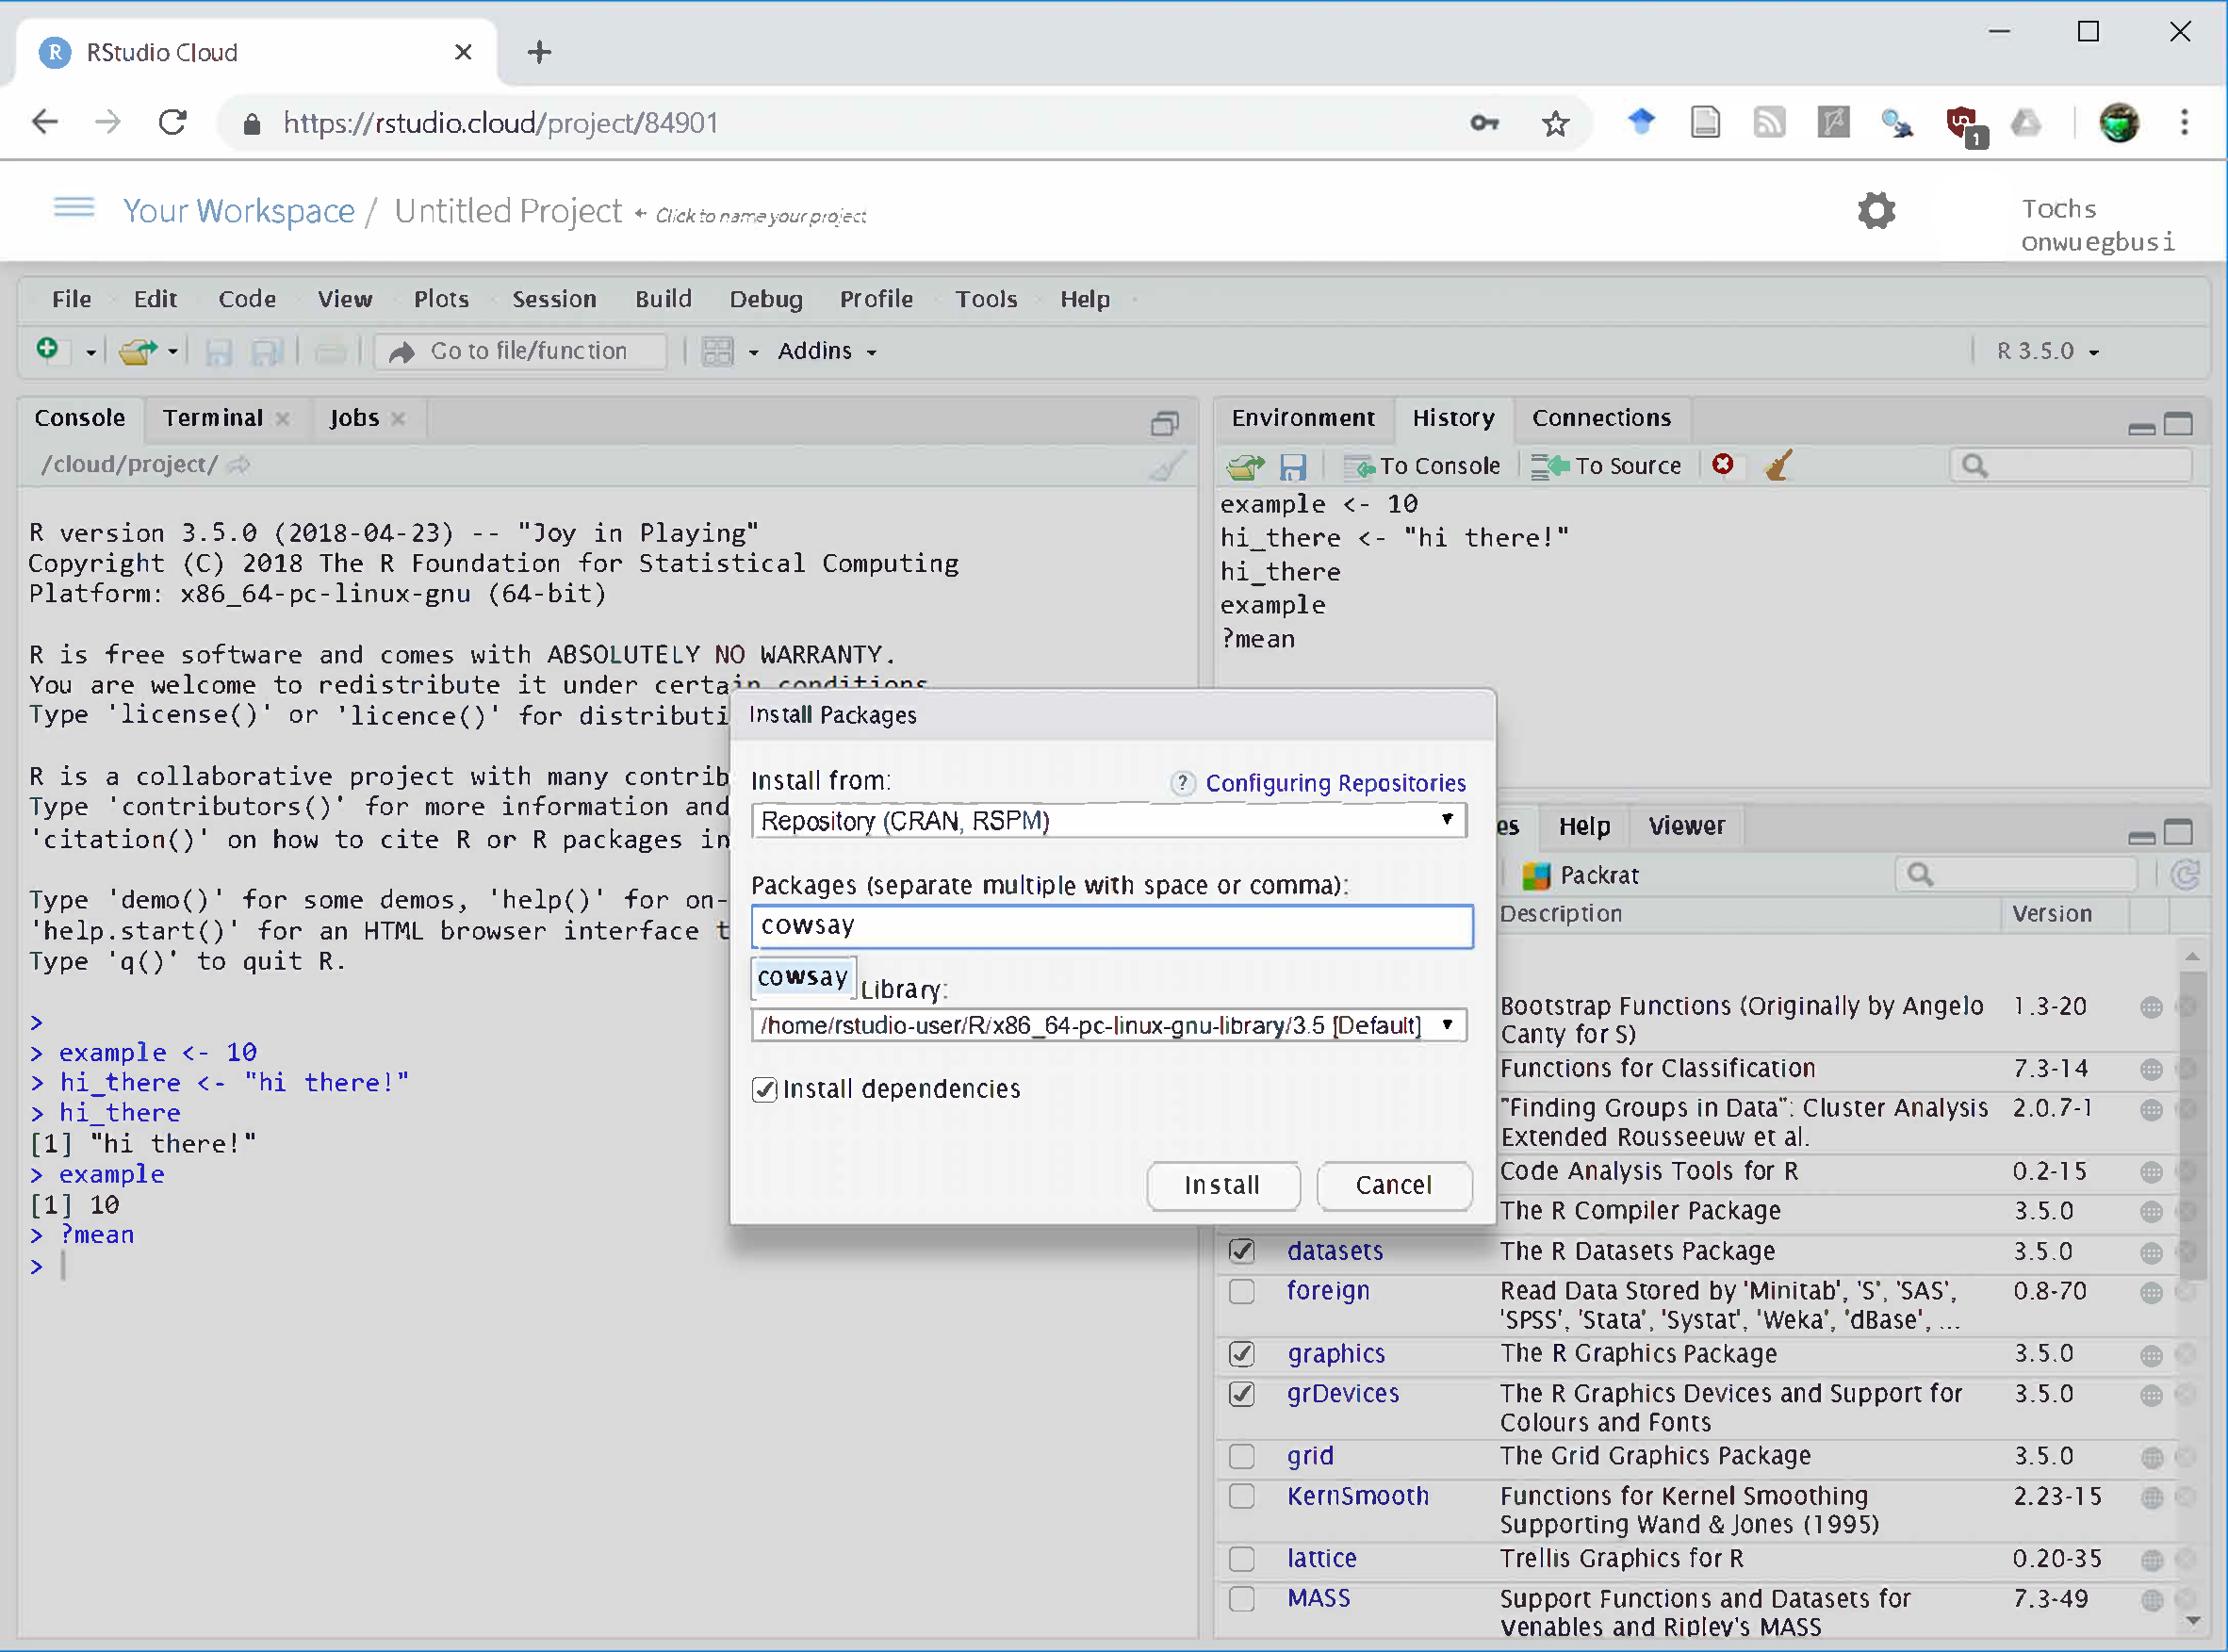 RStudio Cloud
https://rstudio.cloud/project/84901
1
Your Workspace / Untitled Project ← Click to name your project
Tochs
onwuegbusi
File Edit Code View Plots Session Build Debug Profile Tools Help
Go to file/function Addins R 3.5.0
Console Terminal Jobs
/cloud/project/
R version 3.5.0 (2018-04-23) -- "Joy in Playing"
Copyright (C) 2018 The R Foundation for Statistical Computing
Platform: x86_64-pc-linux-gnu (64-bit)
R is free software and comes with ABSOLUTELY NO WARRANTY.
You are welcome to redistribute it under certain conditions
Type 'license()' or 'licence()' for distributi
R is a collaborative project with many contrib
Type 'contributors()' for more information and
'citation()' on how to cite R or R packages in
Type 'demo()' for some demos, 'help()' for on-
'help.start()' for an HTML browser interface t
Type 'q()' to quit R.
>
> example <- 10
> hi_there <- "hi there!"
> hi_there
[1] "hi there!"
> example
[1] 10
> ?mean
>
Environment History Connections
To Console To Source
example <- 10
hi_there <- "hi there!"
hi_there
example
?mean
Install Packages
Install from: ? Configuring Repositories
Repository (CRAN, RSPM)
Packages (separate multiple with space or comma):
cowsay
cowsay
Library:
/home/rstudio-user/R/x86_64-pc-linux-gnu-library/3.5 [Default]
Install dependencies
Install Cancel
es Help Viewer
Packrat
Description Version
Bootstrap Functions (Originally by Angelo 1.3-20
Canty for S)
Functions for Classification 7.3-14
"Finding Groups in Data": Cluster Analysis 2.0.7-1
Extended Rousseeuw et al.
Code Analysis Tools for R 0.2-15
The R Compiler Package 3.5.0
datasets The R Datasets Package 3.5.0
foreign Read Data Stored by 'Minitab', 'S', 'SAS', 0.8-70
'SPSS', 'Stata', 'Systat', 'Weka', 'dBase', ...
graphics The R Graphics Package 3.5.0
grDevices The R Graphics Devices and Support for 3.5.0
Colours and Fonts
grid The Grid Graphics Package 3.5.0
KernSmooth Functions for Kernel Smoothing 2.23-15
Supporting Wand & Jones (1995)
lattice Trellis Graphics for R 0.20-35
MASS Support Functions and Datasets for 7.3-49
Venables and Ripley's MASS